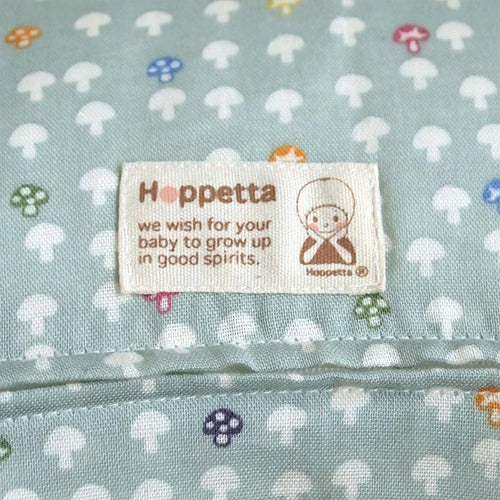 Hoppetta
we wish for your
baby to grow up
in good spirits.
Hoppetta ®